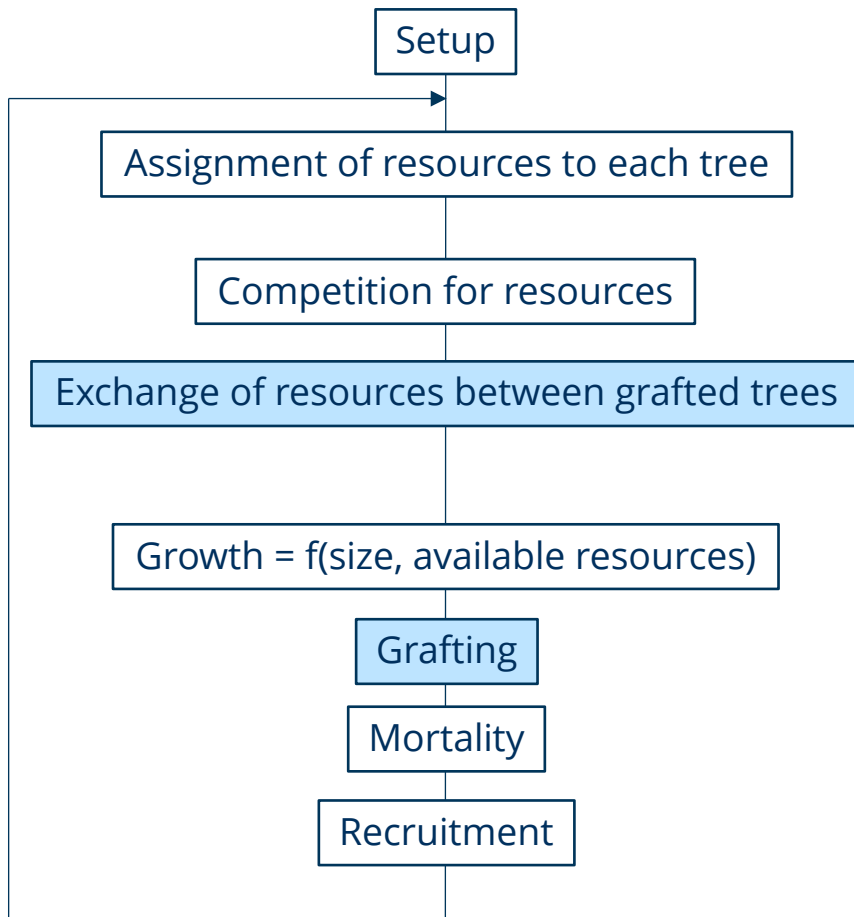 Setup
Assignment of resources to each tree
Competition for resources
Exchange of resources between grafted trees
Growth = f(size, available resources)
Grafting
Mortality
Recruitment